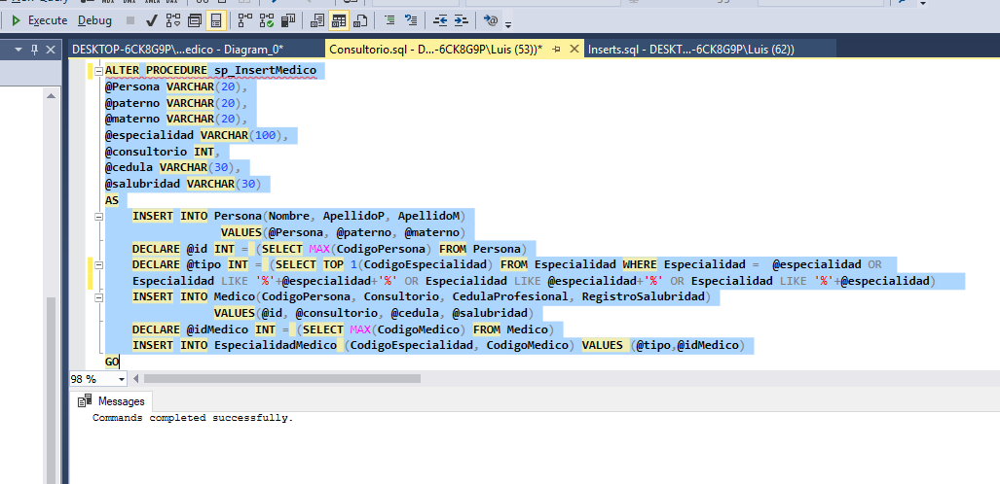 Execute Debug
DESKTOP-6CK8G9P\...edico - Diagram_0*
Consultorio.sql - D...-6CK8G9P\Luis (53))*
Inserts.sql - DESKT...-6CK8G9P\Luis (62))
ALTER PROCEDURE sp_InsertMedico
@Persona VARCHAR(20),
@paterno VARCHAR(20),
@materno VARCHAR(20),
@especialidad VARCHAR(100),
@consultorio INT,
@cedula VARCHAR(30),
@salubridad VARCHAR(30)
AS
INSERT INTO Persona(Nombre, ApellidoP, ApellidoM)
VALUES(@Persona, @paterno, @materno)
DECLARE @id INT = (SELECT MAX(CodigoPersona) FROM Persona)
DECLARE @tipo INT = (SELECT TOP 1(CodigoEspecialidad) FROM Especialidad WHERE Especialidad = @especialidad OR
Especialidad LIKE '%'+@especialidad+'%' OR Especialidad LIKE @especialidad+'%' OR Especialidad LIKE '%'+@especialidad)
INSERT INTO Medico(CodigoPersona, Consultorio, CedulaProfesional, RegistroSalubridad)
VALUES(@id, @consultorio, @cedula, @salubridad)
DECLARE @idMedico INT = (SELECT MAX(CodigoMedico) FROM Medico)
INSERT INTO EspecialidadMedico (CodigoEspecialidad, CodigoMedico) VALUES (@tipo,@idMedico)
GO
98 %
Messages
Commands completed successfully.